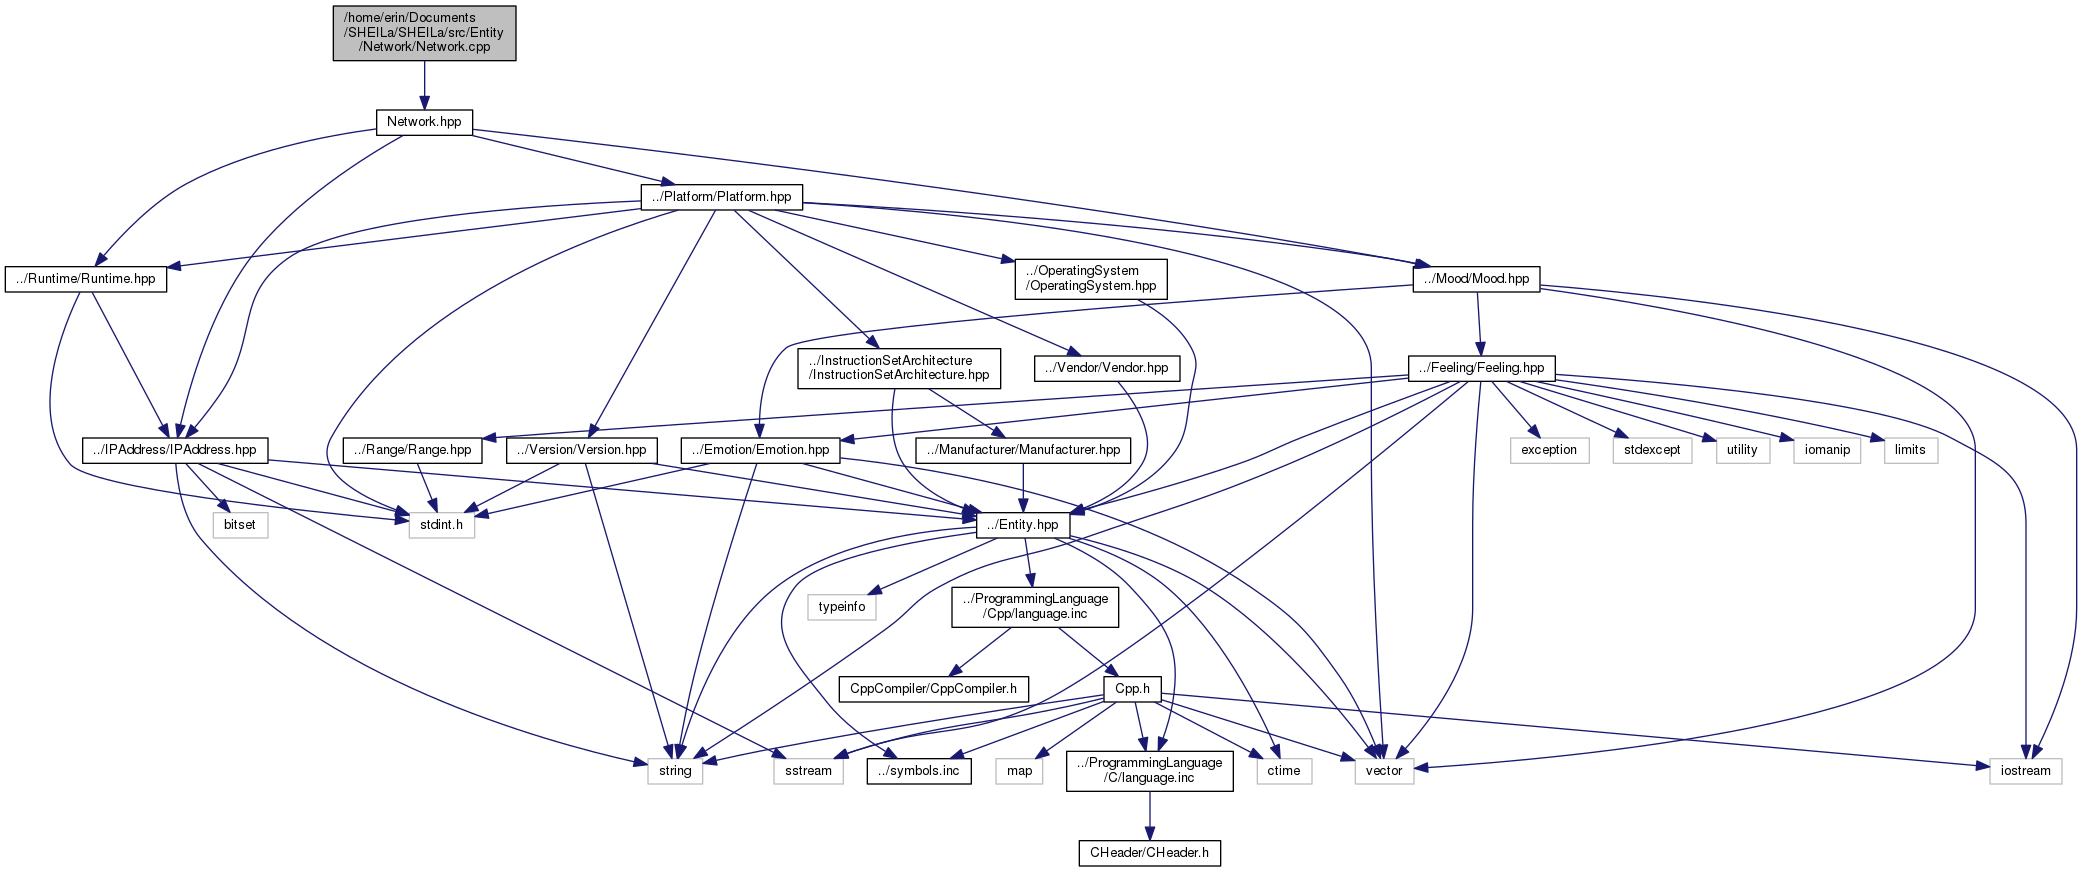 /home/erin/Documents
/SHEILa/SHEILa/src/Entity
/Network/Network.cpp
Network.hpp
../Platform/Platform.hpp
../Runtime/Runtime.hpp
../OperatingSystem
/OperatingSystem.hpp
../Mood/Mood.hpp
../InstructionSetArchitecture
/InstructionSetArchitecture.hpp
../Vendor/Vendor.hpp
../Feeling/Feeling.hpp
../IPAddress/IPAddress.hpp
../Range/Range.hpp
../Version/Version.hpp
../Emotion/Emotion.hpp
../Manufacturer/Manufacturer.hpp
exception
stdexcept
utility
iomanip
limits
bitset
stdint.h
../Entity.hpp
typeinfo
../ProgrammingLanguage
/Cpp/language.inc
CppCompiler/CppCompiler.h
Cpp.h
string
sstream
../symbols.inc
map
../ProgrammingLanguage
/C/language.inc
ctime
vector
iostream
CHeader/CHeader.h